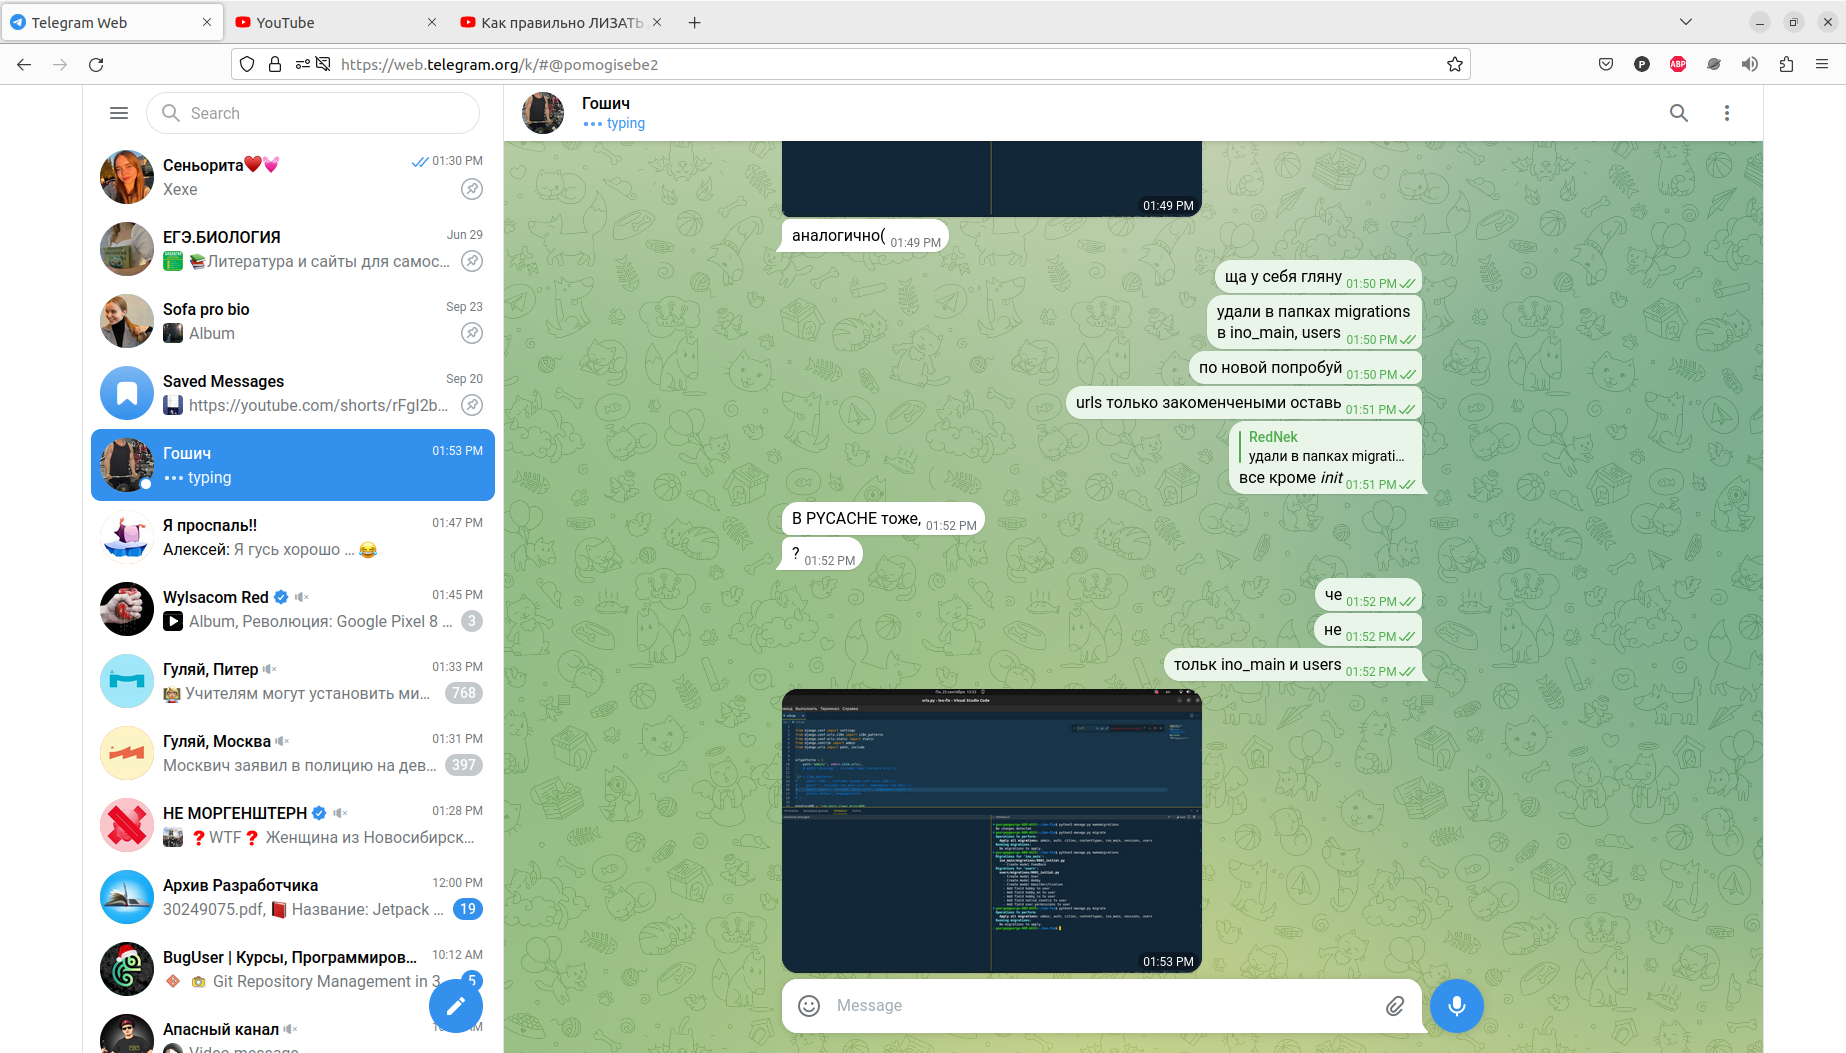 Telegram Web
YouTube
Как правильно ЛИЗАТЬ
https://web.telegram.org/k/#@pomogisebe2
Search
Сеньорита❤️💓
01:30 PM
Хехе
ЕГЭ.БИОЛОГИЯ
Jun 29
📗 📚Литература и сайты для самос...
Sofa pro bio
Sep 23
Album
Saved Messages
Sep 20
https://youtube.com/shorts/rFgI2b...
Гошич
01:53 PM
typing
Я проспаль!!
01:47 PM
Алексей: Я гусь хорошо ... 😂
Wylsacom Red
01:45 PM
Album, Революция: Google Pixel 8 ...
3
Гуляй, Питер
01:33 PM
Учителям могут установить ми...
768
Гуляй, Москва
01:31 PM
Москвич заявил в полицию на дев...
397
НЕ МОРГЕНШТЕРН
01:28 PM
❓WTF❓ Женщина из Новосибирск...
Архив Разработчика
12:00 PM
30249075.pdf, 📕 Название: Jetpack ...
19
BugUser | Курсы, Программиров...
10:12 AM
Git Repository Management in 3
5
Апасный канал
Video message
Гошич
typing
01:49 PM
аналогично( 01:49 PM
ща у себя гляну 01:50 PM
удали в папках migrations
в ino_main, users 01:50 PM
по новой попробуй 01:50 PM
urls только закоменчеными оставь 01:51 PM
RedNek
удали в папках migrati...
все кроме init 01:51 PM
В PYCACHE тоже, 01:52 PM
? 01:52 PM
че 01:52 PM
не 01:52 PM
тольк ino_main и users 01:52 PM
01:53 PM
Message